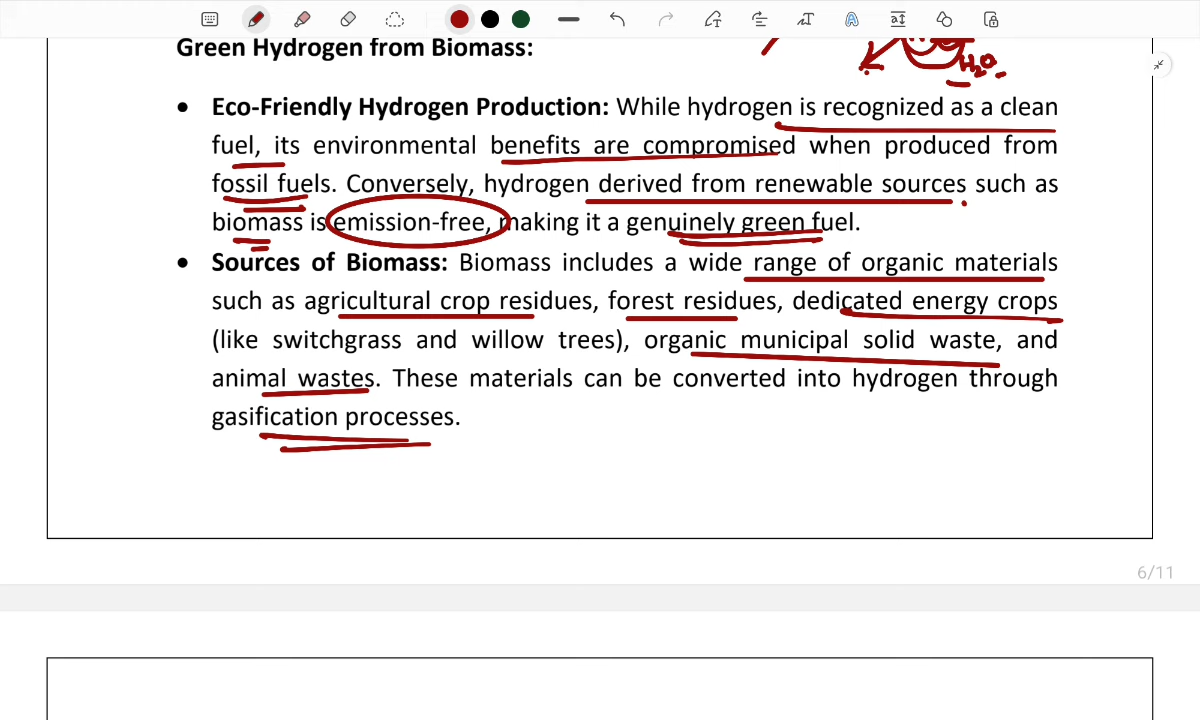 Green Hydrogen from Biomass:
H₂O
• Eco-Friendly Hydrogen Production: While hydrogen is recognized as a clean
fuel, its environmental benefits are compromised when produced from
fossil fuels. Conversely, hydrogen derived from renewable sources such as
biomass is emission-free, making it a genuinely green fuel.
• Sources of Biomass: Biomass includes a wide range of organic materials
such as agricultural crop residues, forest residues, dedicated energy crops
(like switchgrass and willow trees), organic municipal solid waste, and
animal wastes. These materials can be converted into hydrogen through
gasification processes.
6/11